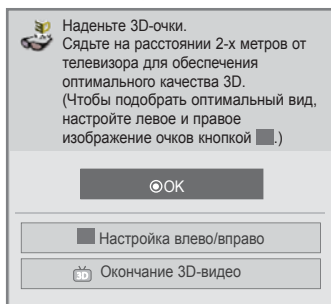 Наденьте 3D-очки.
Сядьте на расстоянии 2-х метров от
телевизора для обеспечения
оптимального качества 3D.
(Чтобы подобрать оптимальный вид,
настройте левое и правое
изображение очков кнопкой .)
OK
Настройка влево/вправо
3D Окончание 3D-видео